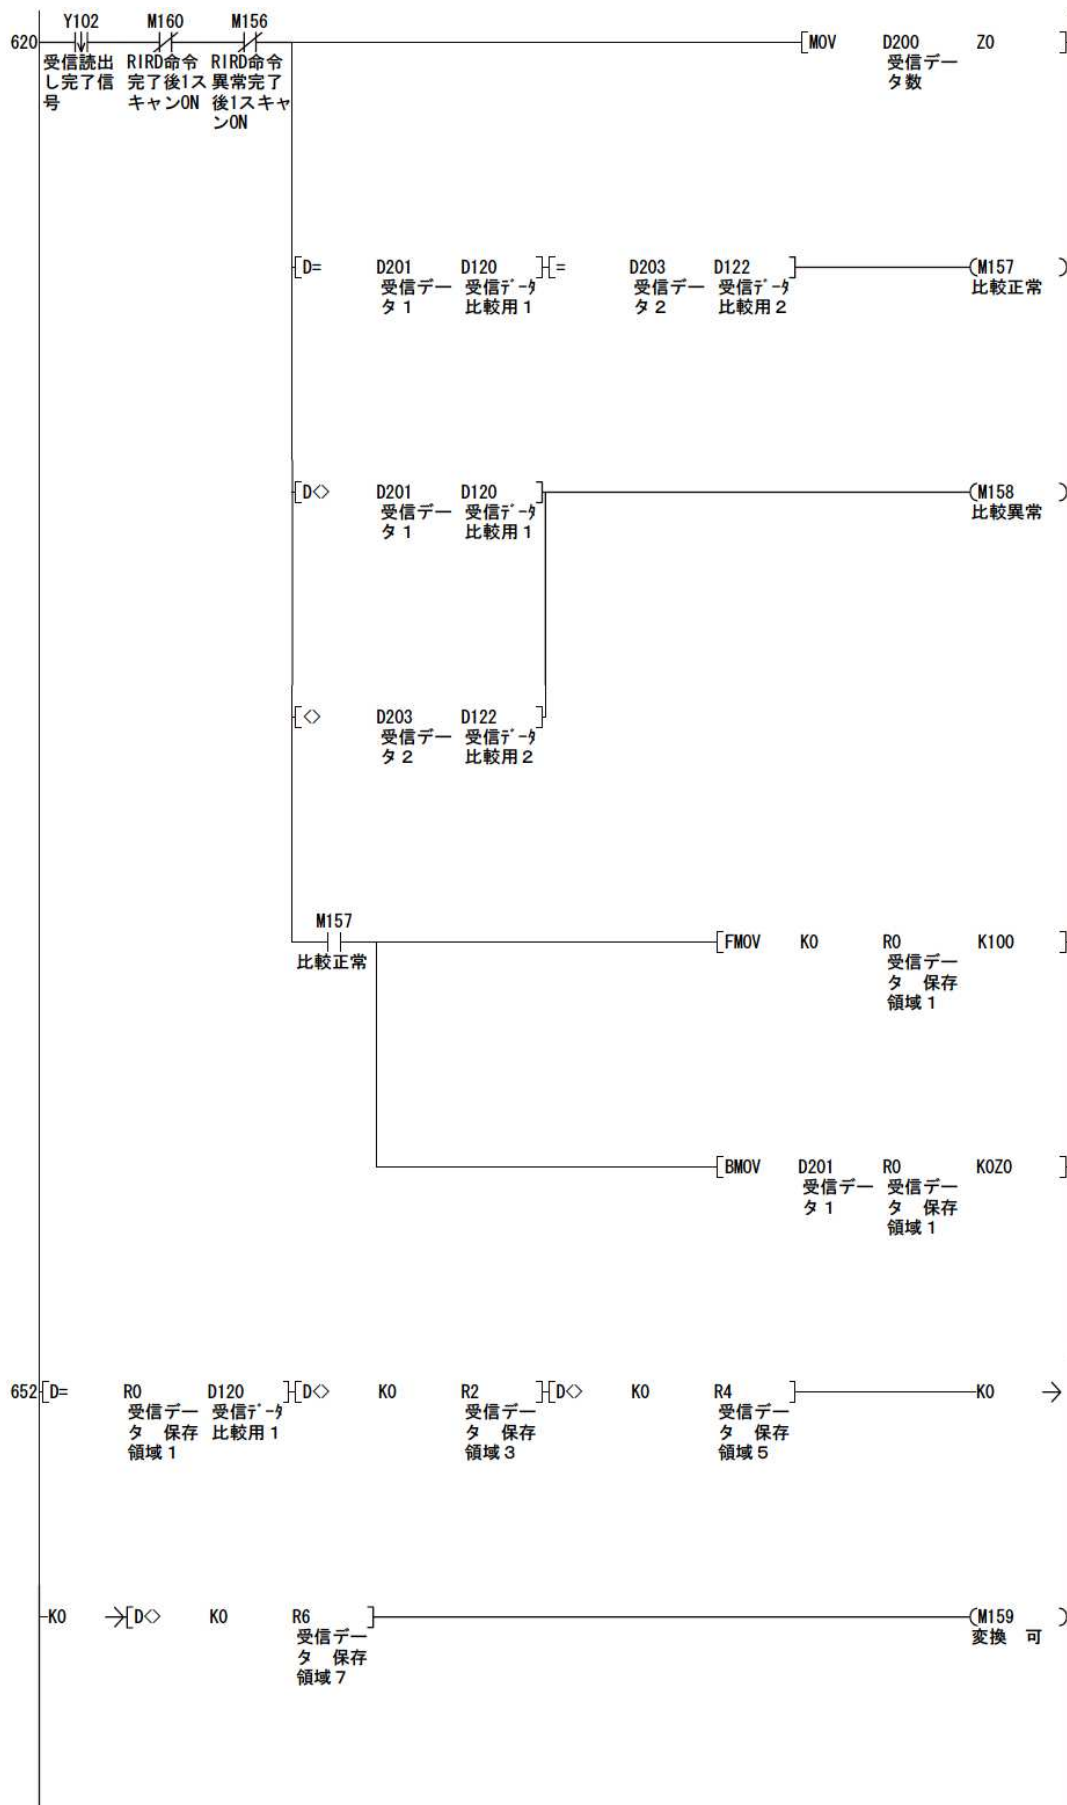 Y102 M160 M156
620 [MOV D200 Z0 ]
受信読出 RIRD命令 RIRD命令 受信デー
し完了信 完了後1ス 異常完了 タ数
号 キャンON 後1スキャ
ンON
[D= D201 D120 ] [= D203 D122 ] (M157 )
受信デー 受信ﾃﾞｰﾀ 受信デー 受信ﾃﾞｰﾀ 比較正常
タ１ 比較用１ タ２ 比較用２
[D<> D201 D120 ] (M158 )
受信デー 受信ﾃﾞｰﾀ 比較異常
タ１ 比較用１
[<> D203 D122 ]
受信デー 受信ﾃﾞｰﾀ
タ２ 比較用２
M157
[FMOV K0 R0 K100 ]
比較正常 受信デー
タ　保存
領域１
[BMOV D201 R0 K0Z0 ]
受信デー 受信デー
タ１ タ　保存
領域１
652 [D= R0 D120 ] [D<> K0 R2 ] [D<> K0 R4 ] K0 →
受信デー 受信ﾃﾞｰﾀ 受信デー 受信デー
タ　保存 比較用１ タ　保存 タ　保存
領域１ 領域３ 領域５
K0 → [D<> K0 R6 ] (M159 )
受信デー 変換　可
タ　保存
領域７